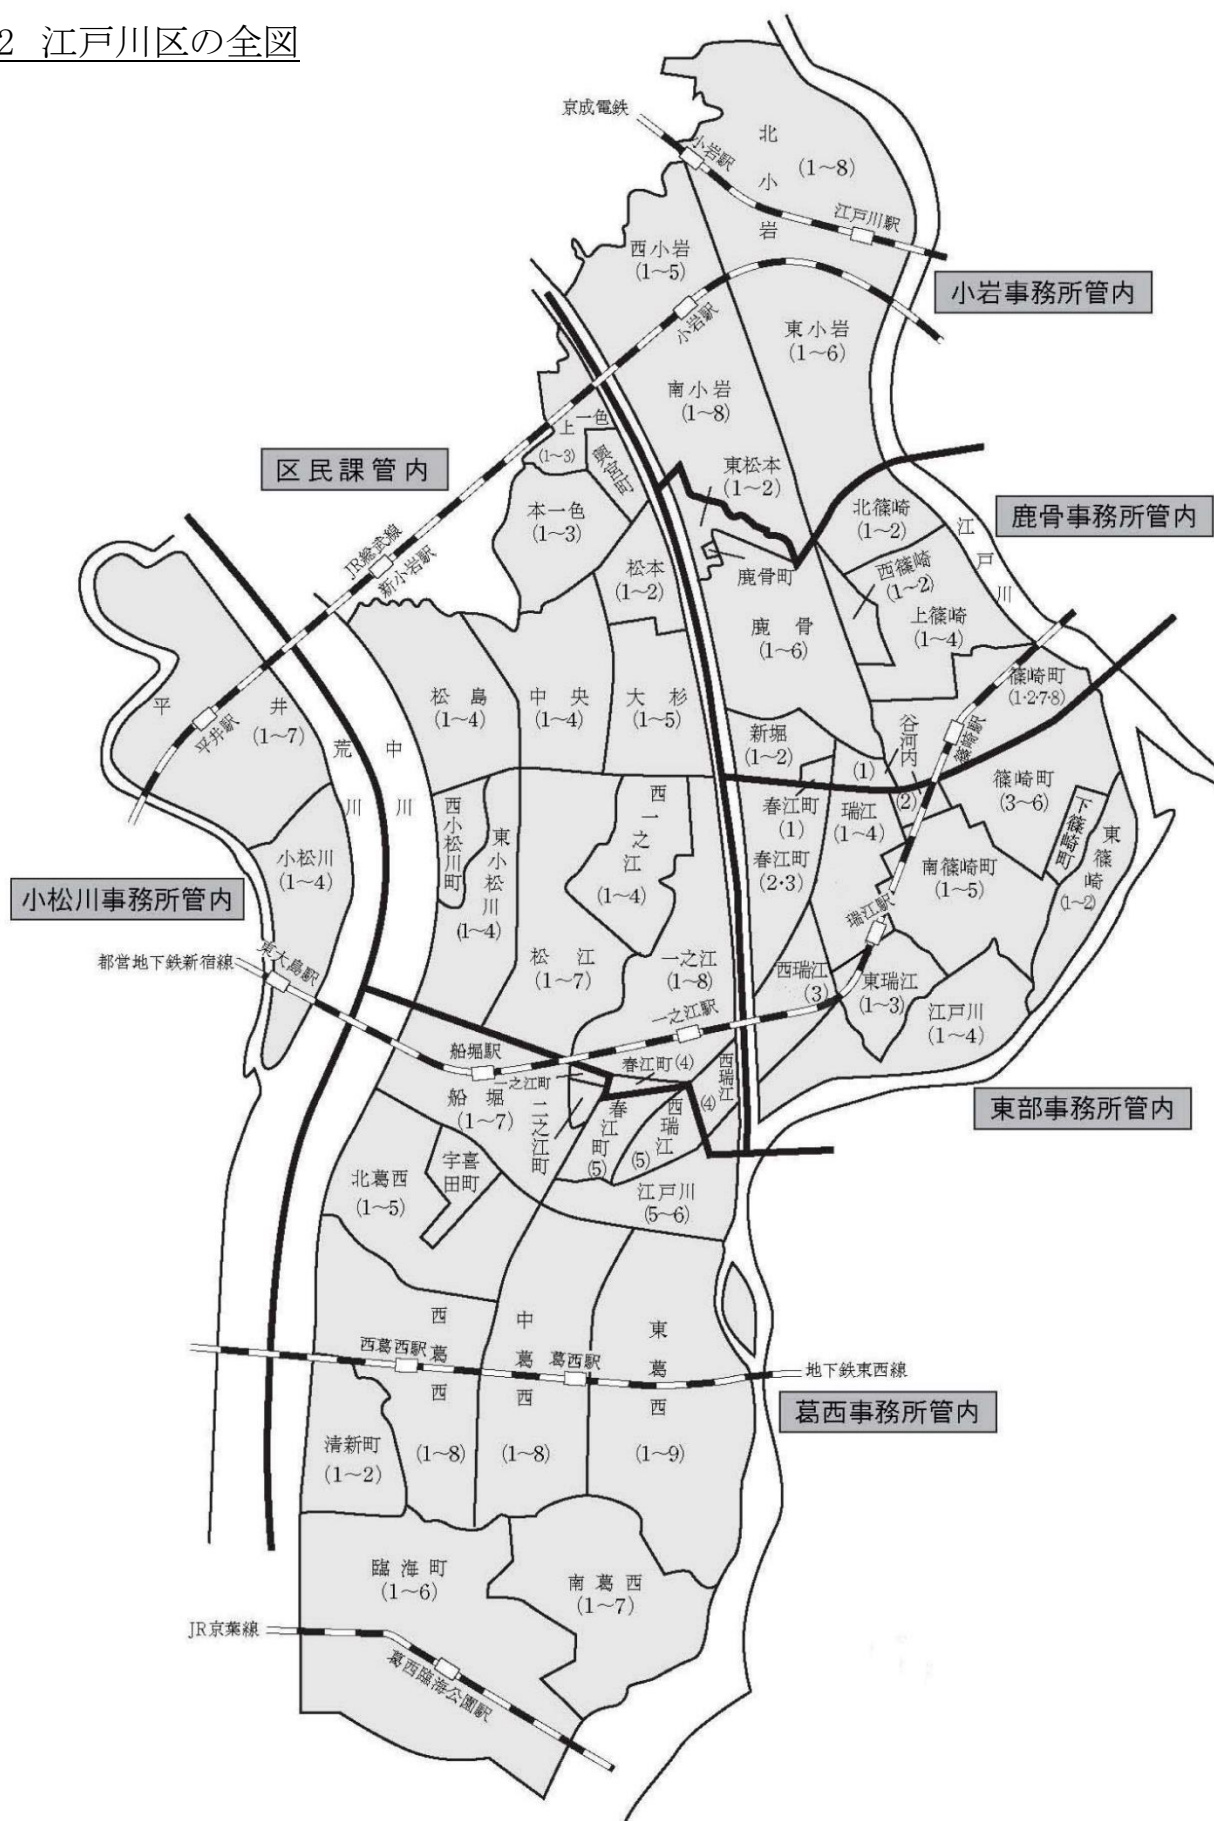 2 江戸川区の全図
京成電鉄
小岩駅
北小岩
(1～8)
江戸川駅
西小岩
(1～5)
小岩事務所管内
小岩駅
東小岩
(1～6)
南小岩
(1～8)
上一色
(1～3)
興宮町
区民課管内
東松本
(1～2)
本一色
(1～3)
北篠崎
(1～2)
鹿骨事務所管内
江戸川
JR総武線
新小岩駅
松本
(1～2)
鹿骨町
西篠崎
(1～2)
鹿骨
(1～6)
上篠崎
(1～4)
篠崎町
(1・2・7・8)
平井
(1～7)
平井駅
荒川
中川
松島
(1～4)
中央
(1～4)
大杉
(1～5)
新堀
(1～2)
谷河内
(1)
(2)
篠崎駅
篠崎町
(3～6)
下篠崎町
東篠崎
(1～2)
西小松川町
東小松川
(1～4)
西一之江
(1～4)
春江町
(1)
瑞江
(1～4)
春江町
(2・3)
南篠崎町
(1～5)
小松川
(1～4)
小松川事務所管内
瑞江駅
都営地下鉄新宿線
東大島駅
松江
(1～7)
一之江
(1～8)
西瑞江
(3)
東瑞江
(1～3)
江戸川
(1～4)
一之江駅
船堀駅
春江町(4)
西瑞江
(4)
一之江町
船堀
(1～7)
二之江町
春江町
(5)
西瑞江
(5)
東部事務所管内
宇喜田町
北葛西
(1～5)
江戸川
(5～6)
西葛西
(1～8)
中葛西
(1～8)
東葛西
(1～9)
西葛西駅
葛西駅
地下鉄東西線
葛西事務所管内
清新町
(1～2)
臨海町
(1～6)
南葛西
(1～7)
JR京葉線
葛西臨海公園駅